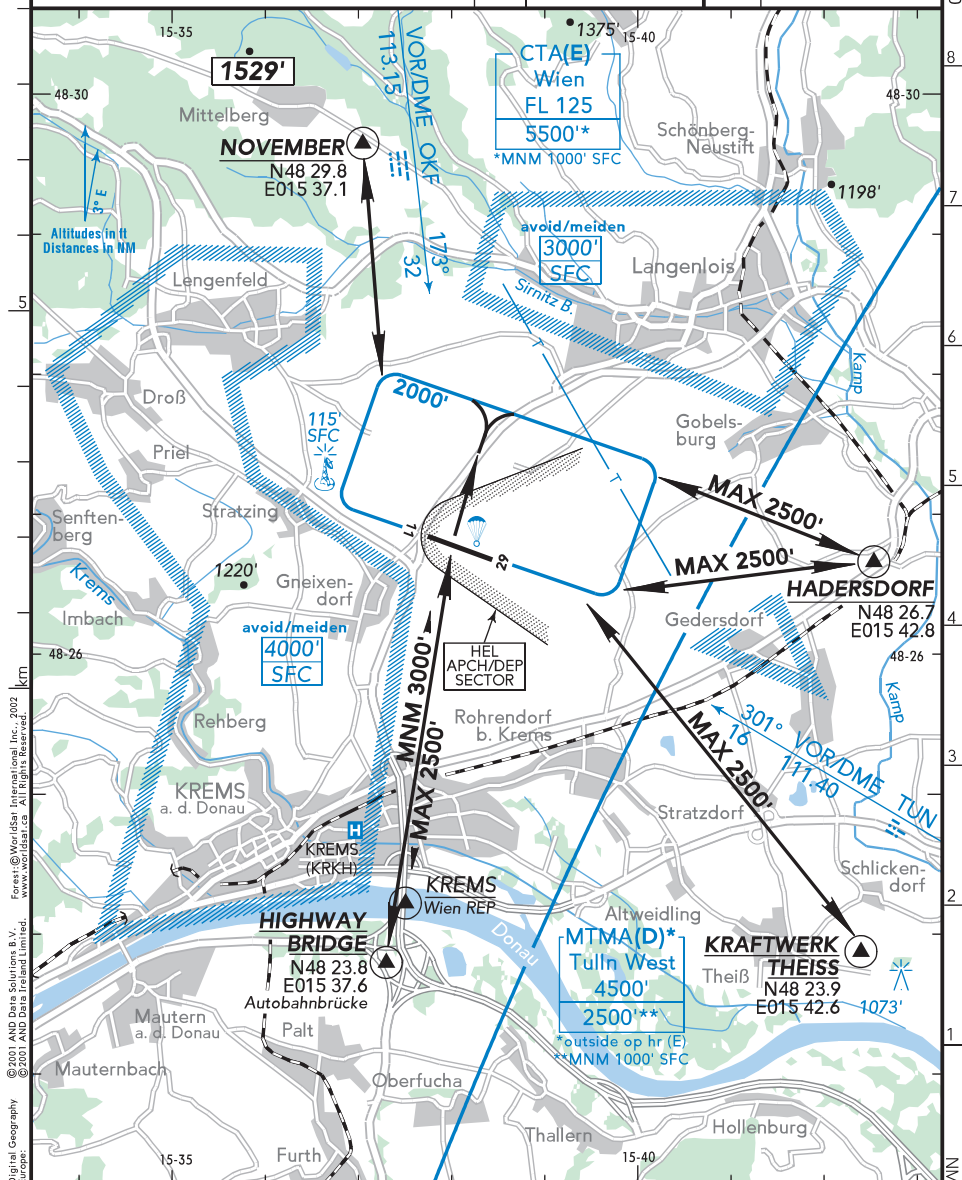 15-35
1375'
15-40
1529'
48-30
48-30
8
Mittelberg
VOR/DME OKF
113.15
173°
32
CTA(E)
Wien
FL 125
5500'*
*MNM 1000' SFC
Schönberg-
Neustift
NOVEMBER
N48 29.8
E015 37.1
1198'
7
3° E
Altitudes in ft
Distances in NM
avoid/meiden
3000'
SFC
Langenlois
Lengenfeld
Sirnitz B.
5
6
Kamp
2000'
Droß
115'
SFC
Gobels-
burg
Priel
T
T
MAX 2500'
5
Senften-
berg
Stratzing
11
29
MAX 2500'
1220'
Gneixen-
dorf
HADERSDORF
N48 26.7
E015 42.8
Krems
Imbach
Gedersdorf
4
avoid/meiden
4000'
SFC
48-26
48-26
HEL
APCH/DEP
SECTOR
km
MNM 3000'
MAX 2500'
Kamp
Rehberg
Rohrendorf
b. Krems
301° VOR/DME TUN
16 111.40
MAX 2500'
3
KREMS
a. d. Donau
Stratzdorf
H
KREMS
(KRKH)
Schlicken-
dorf
KREMS
Wien REP
2
HIGHWAY
BRIDGE
N48 23.8
E015 37.6
Autobahnbrücke
Donau
Altweidling
MTMA(D)*
Tulln West
4500'
2500'**
*outside op hr (E)
**MNM 1000' SFC
KRAFTWERK
THEISS
N48 23.9
E015 42.6
Theiß
1073'
Mautern
a. d. Donau
Palt
1
Mauternbach
Oberfucha
Thallern
Hollenburg
Furth
15-35
15-40
NM
Forest: ©WorldSat International Inc., 2002
www.worldsat.ca All Rights Reserved.
©2001 AND Data Solutions B.V.
©2001 AND Data Ireland Limited.
Digital Geography